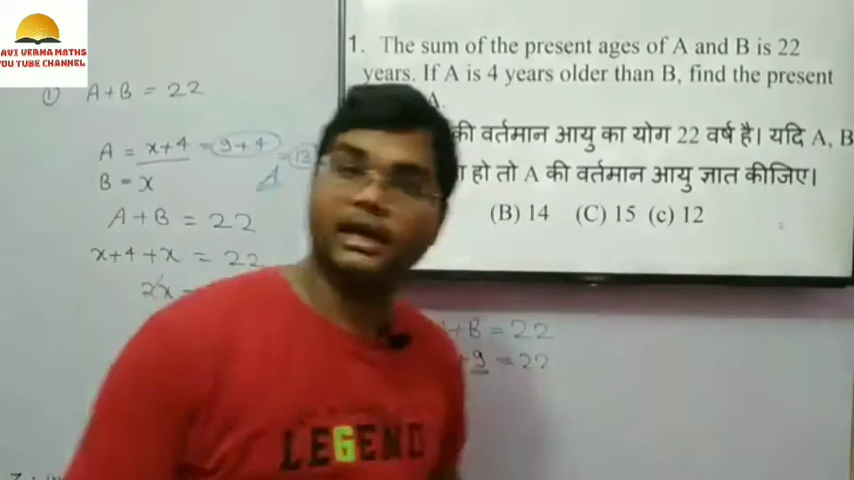 AVI VERMA MATHS
YOU TUBE CHANNEL
1. The sum of the present ages of A and B is 22
years. If A is 4 years older than B, find the present
A.
की वर्तमान आयु का योग 22 वर्ष है। यदि A, B
हो तो A की वर्तमान आयु ज्ञात कीजिए।
(B) 14 (C) 15 (c) 12
① A+B = 22
A = x+4 = 9+4 = 13
B = x
A
A+B = 22
x+4+x = 22
2x
+B = 22
+9 = 22
LEGEND